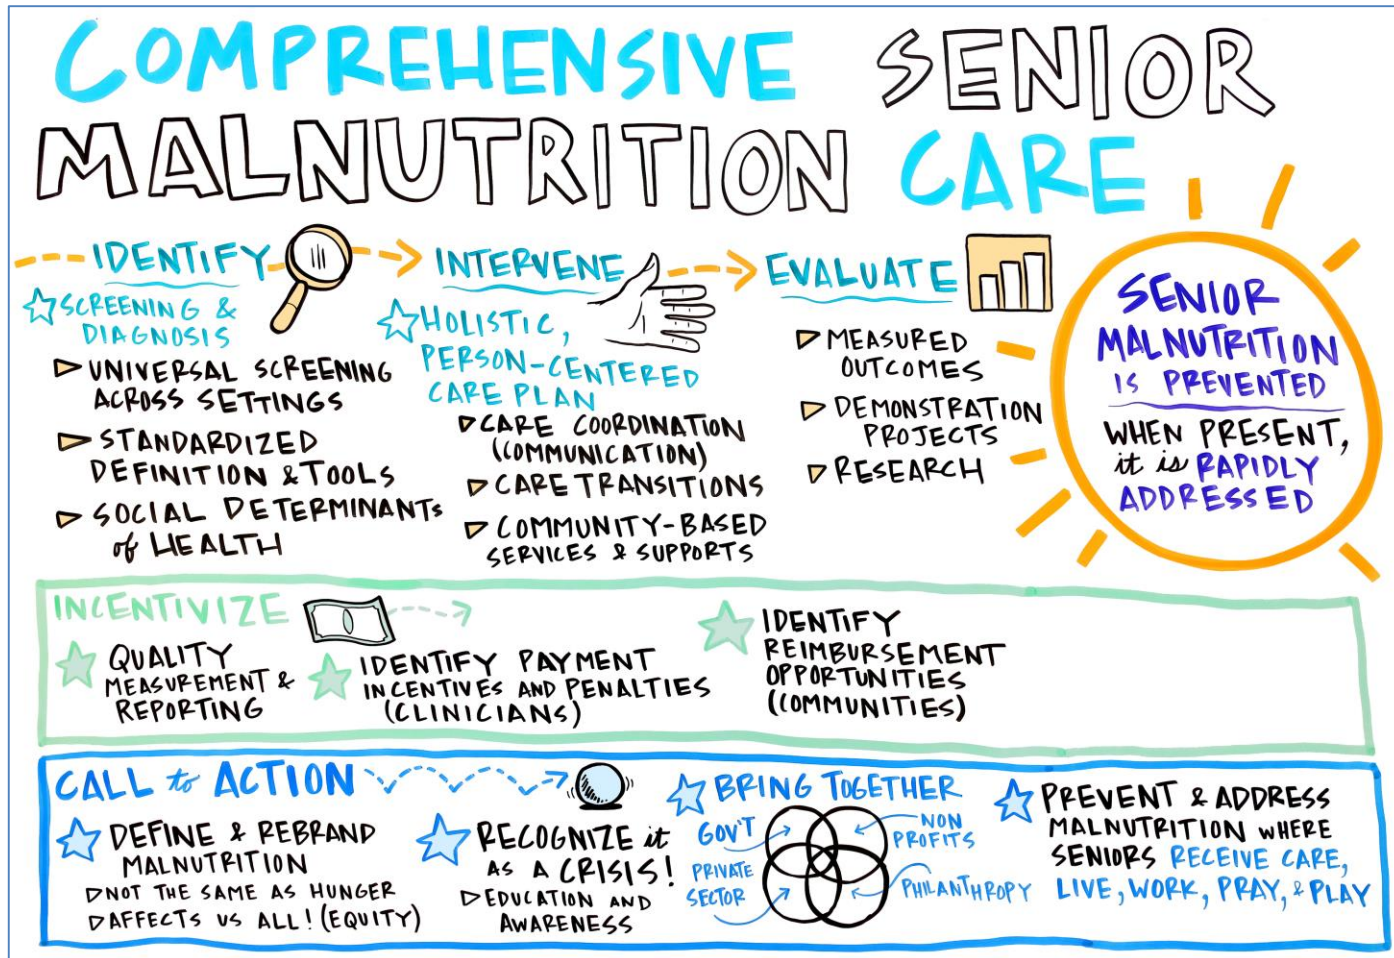 COMPREHENSIVE SENIOR
MALNUTRITION CARE
IDENTIFY
SCREENING &
DIAGNOSIS
UNIVERSAL SCREENING
ACROSS SETTINGS
STANDARDIZED
DEFINITION & TOOLS
SOCIAL DETERMINANTS
of HEALTH
INTERVENE
HOLISTIC,
PERSON-CENTERED
CARE PLAN
CARE COORDINATION
(COMMUNICATION)
CARE TRANSITIONS
COMMUNITY-BASED
SERVICES & SUPPORTS
EVALUATE
MEASURED
OUTCOMES
DEMONSTRATION
PROJECTS
RESEARCH
SENIOR
MALNUTRITION
IS PREVENTED
WHEN PRESENT,
it is RAPIDLY
ADDRESSED
INCENTIVIZE
QUALITY
MEASUREMENT &
REPORTING
IDENTIFY PAYMENT
INCENTIVES AND PENALTIES
(CLINICIANS)
IDENTIFY
REIMBURSEMENT
OPPORTUNITIES
(COMMUNITIES)
CALL to ACTION
DEFINE & REBRAND
MALNUTRITION
NOT THE SAME AS HUNGER
AFFECTS US ALL! (EQUITY)
RECOGNIZE it
AS A CRISIS!
EDUCATION AND
AWARENESS
BRING TOGETHER
GOV'T
NON
PROFITS
PRIVATE
SECTOR
PHILANTHROPY
PREVENT & ADDRESS
MALNUTRITION WHERE
SENIORS RECEIVE CARE,
LIVE, WORK, PRAY, & PLAY